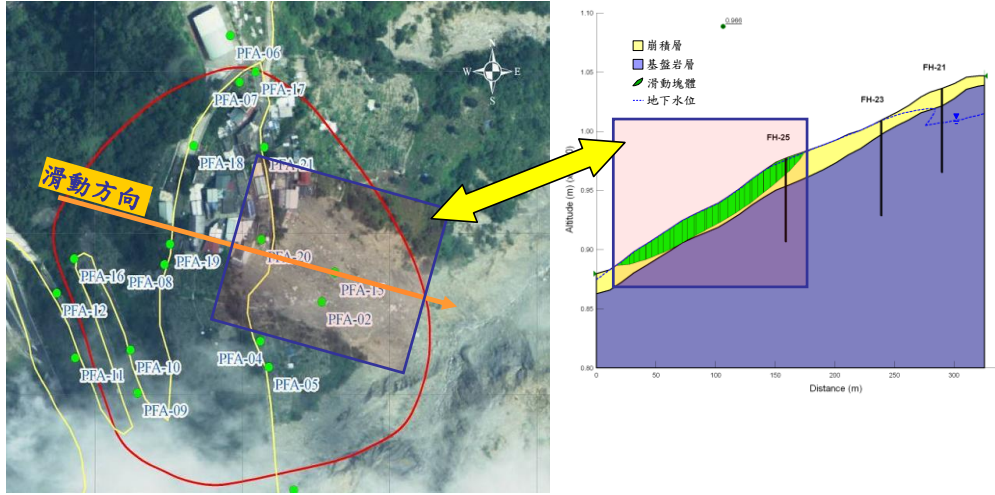 PFA-06
N
W
E
S
PFA-17
PFA-07
PFA-18
PFA-21
滑動方向
PFA-20
PFA-19
PFA-16
PFA-08
PFA-15
PFA-12
PFA-02
PFA-04
PFA-11
PFA-10
PFA-05
PFA-09
0.986
1.10
1.05
1.00
0.95
0.90
0.85
0.80
Altitude (m)
崩積層
基盤岩層
滑動塊體
地下水位
FH-21
FH-23
FH-25
0
50
100
150
200
250
300
Distance (m)